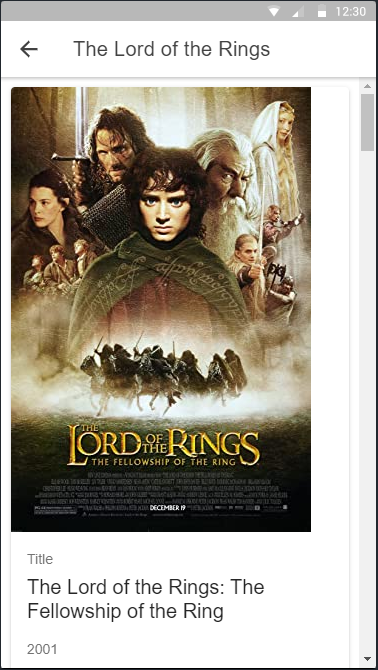 12:30
The Lord of the Rings
THE
LORD OF THE RINGS
THE FELLOWSHIP OF THE RING
DECEMBER 19
Title
The Lord of the Rings: The
Fellowship of the Ring
2001